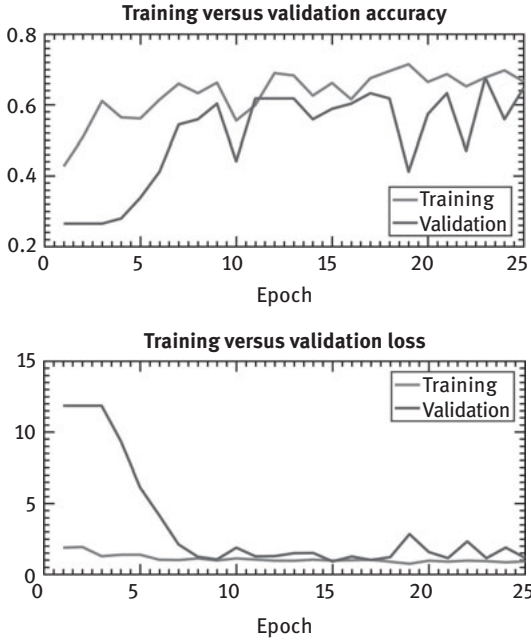 Training versus validation accuracy
0.8
0.6
0.4
0.2
Training
Validation
0 5 10 15 20 25
Epoch
Training versus validation loss
15
10
5
0
Training
Validation
0 5 10 15 20 25
Epoch